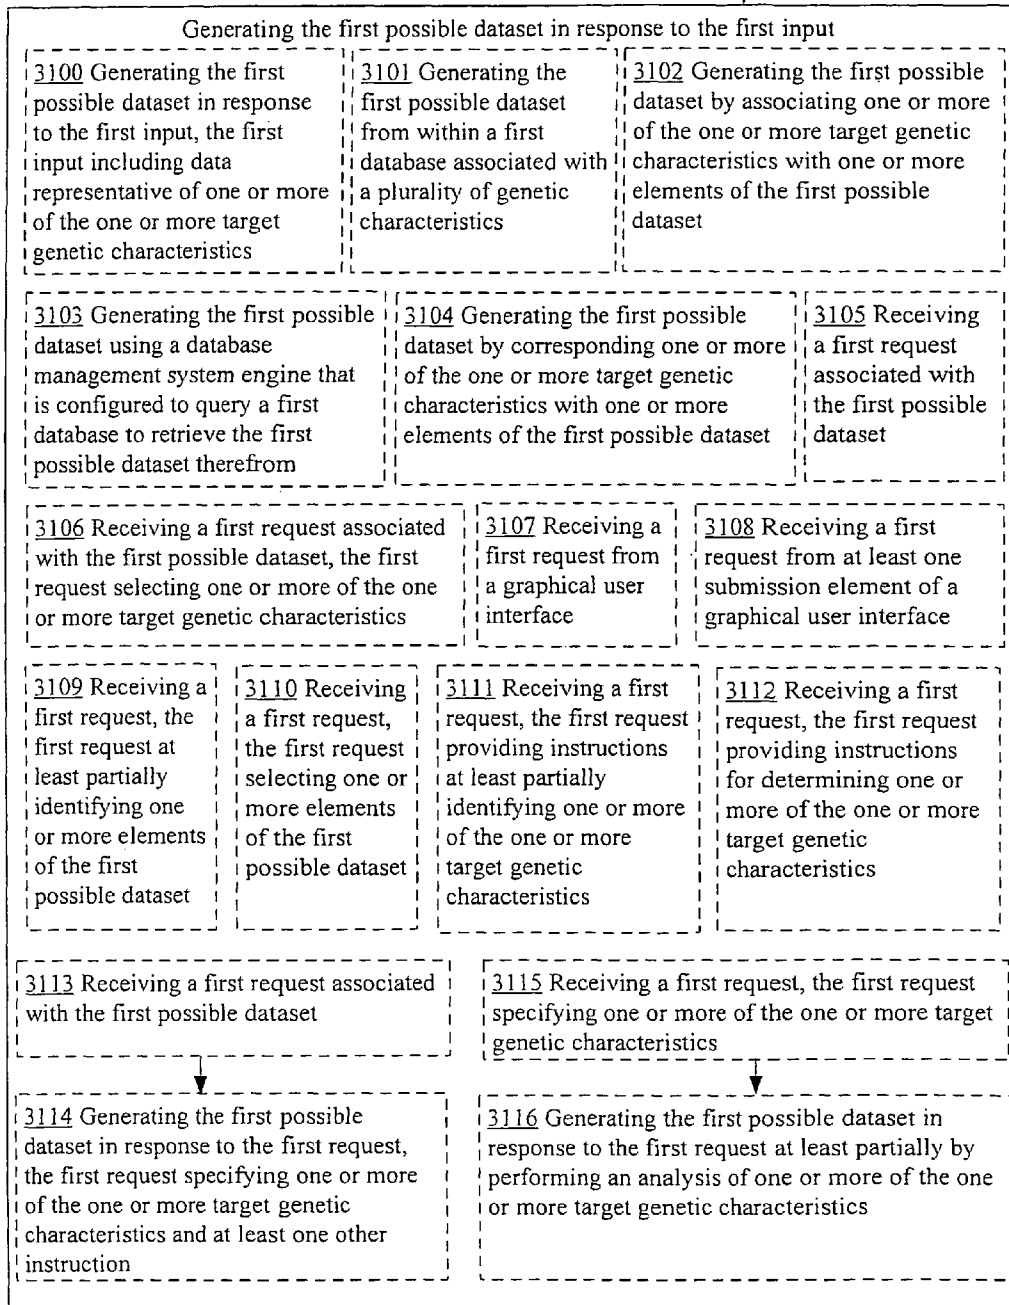 Generating the first possible dataset in response to the first input
3100 Generating the first
possible dataset in response
to the first input, the first
input including data
representative of one or more
of the one or more target
genetic characteristics
3101 Generating the
first possible dataset
from within a first
database associated with
a plurality of genetic
characteristics
3102 Generating the first possible
dataset by associating one or more
of the one or more target genetic
characteristics with one or more
elements of the first possible
dataset
3103 Generating the first possible
dataset using a database
management system engine that
is configured to query a first
database to retrieve the first
possible dataset therefrom
3104 Generating the first possible
dataset by corresponding one or more
of the one or more target genetic
characteristics with one or more
elements of the first possible dataset
3105 Receiving
a first request
associated with
the first possible
dataset
3106 Receiving a first request associated
with the first possible dataset, the first
request selecting one or more of the one
or more target genetic characteristics
3107 Receiving a
first request from
a graphical user
interface
3108 Receiving a first
request from at least one
submission element of a
graphical user interface
3109 Receiving a
first request, the
first request at
least partially
identifying one
or more elements
of the first
possible dataset
3110 Receiving
a first request,
the first request
selecting one or
more elements
of the first
possible dataset
3111 Receiving a first
request, the first request
providing instructions
at least partially
identifying one or more
of the one or more
target genetic
characteristics
3112 Receiving a first
request, the first request
providing instructions
for determining one or
more of the one or more
target genetic
characteristics
3113 Receiving a first request associated
with the first possible dataset
3114 Generating the first possible
dataset in response to the first request,
the first request specifying one or more
of the one or more target genetic
characteristics and at least one other
instruction
3115 Receiving a first request, the first request
specifying one or more of the one or more target
genetic characteristics
3116 Generating the first possible dataset in
response to the first request at least partially by
performing an analysis of one or more of the one
or more target genetic characteristics